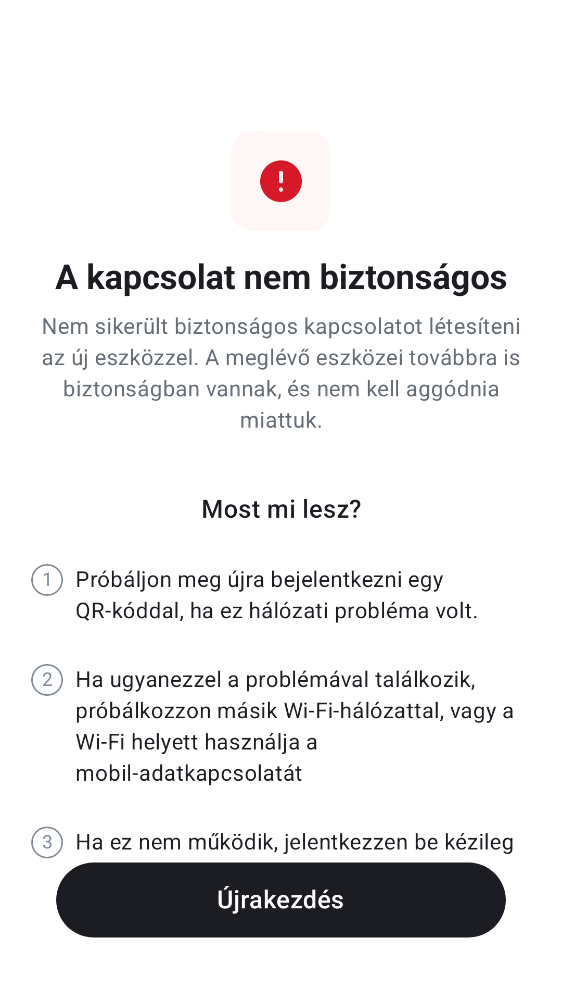 A kapcsolat nem biztonságos
Nem sikerült biztonságos kapcsolatot létesíteni
az új eszközzel. A meglévő eszközei továbbra is
biztonságban vannak, és nem kell aggódnia
miattuk.
Most mi lesz?
1 Próbáljon meg újra bejelentkezni egy
QR-kóddal, ha ez hálózati probléma volt.
2 Ha ugyanezzel a problémával találkozik,
próbálkozzon másik Wi-Fi-hálózattal, vagy a
Wi-Fi helyett használja a
mobil-adatkapcsolatát
3 Ha ez nem működik, jelentkezzen be kézileg
Újrakezdés